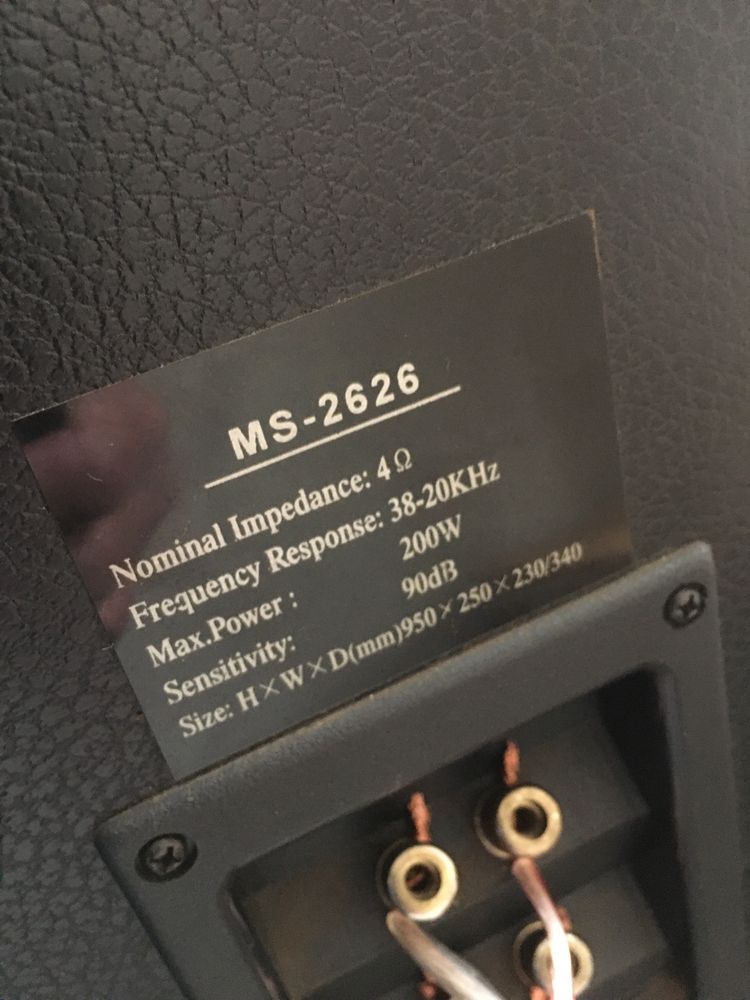 MS-2626
Nominal Impedance: 4Ω
Frequency Response: 38-20KHz
Max.Power : 200W
Sensitivity: 90dB
Size: H×W×D(mm)950×250×230/340